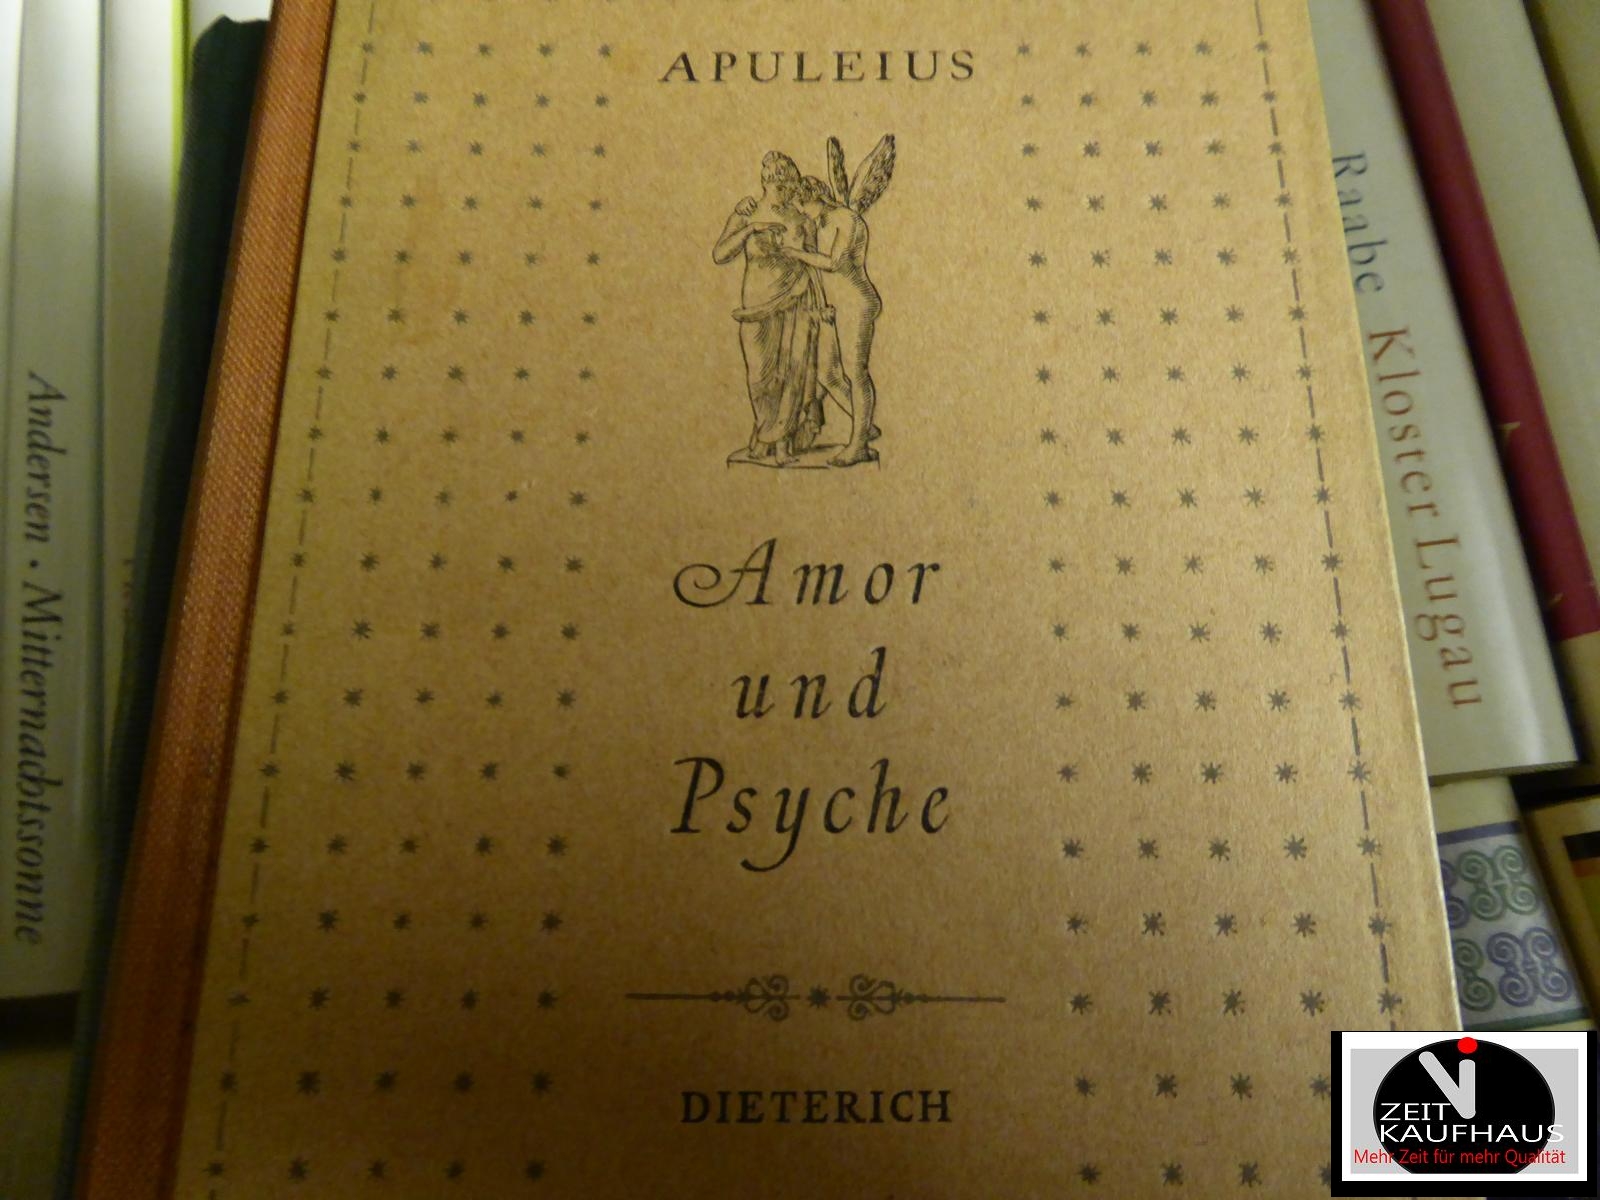 APULEIUS
Amor
und
Psyche
DIETERICH
Andersen · Mitternachtssonne
Raabe Kloster Lugau
ZEIT
KAUFHAUS
Mehr Zeit für mehr Qualität